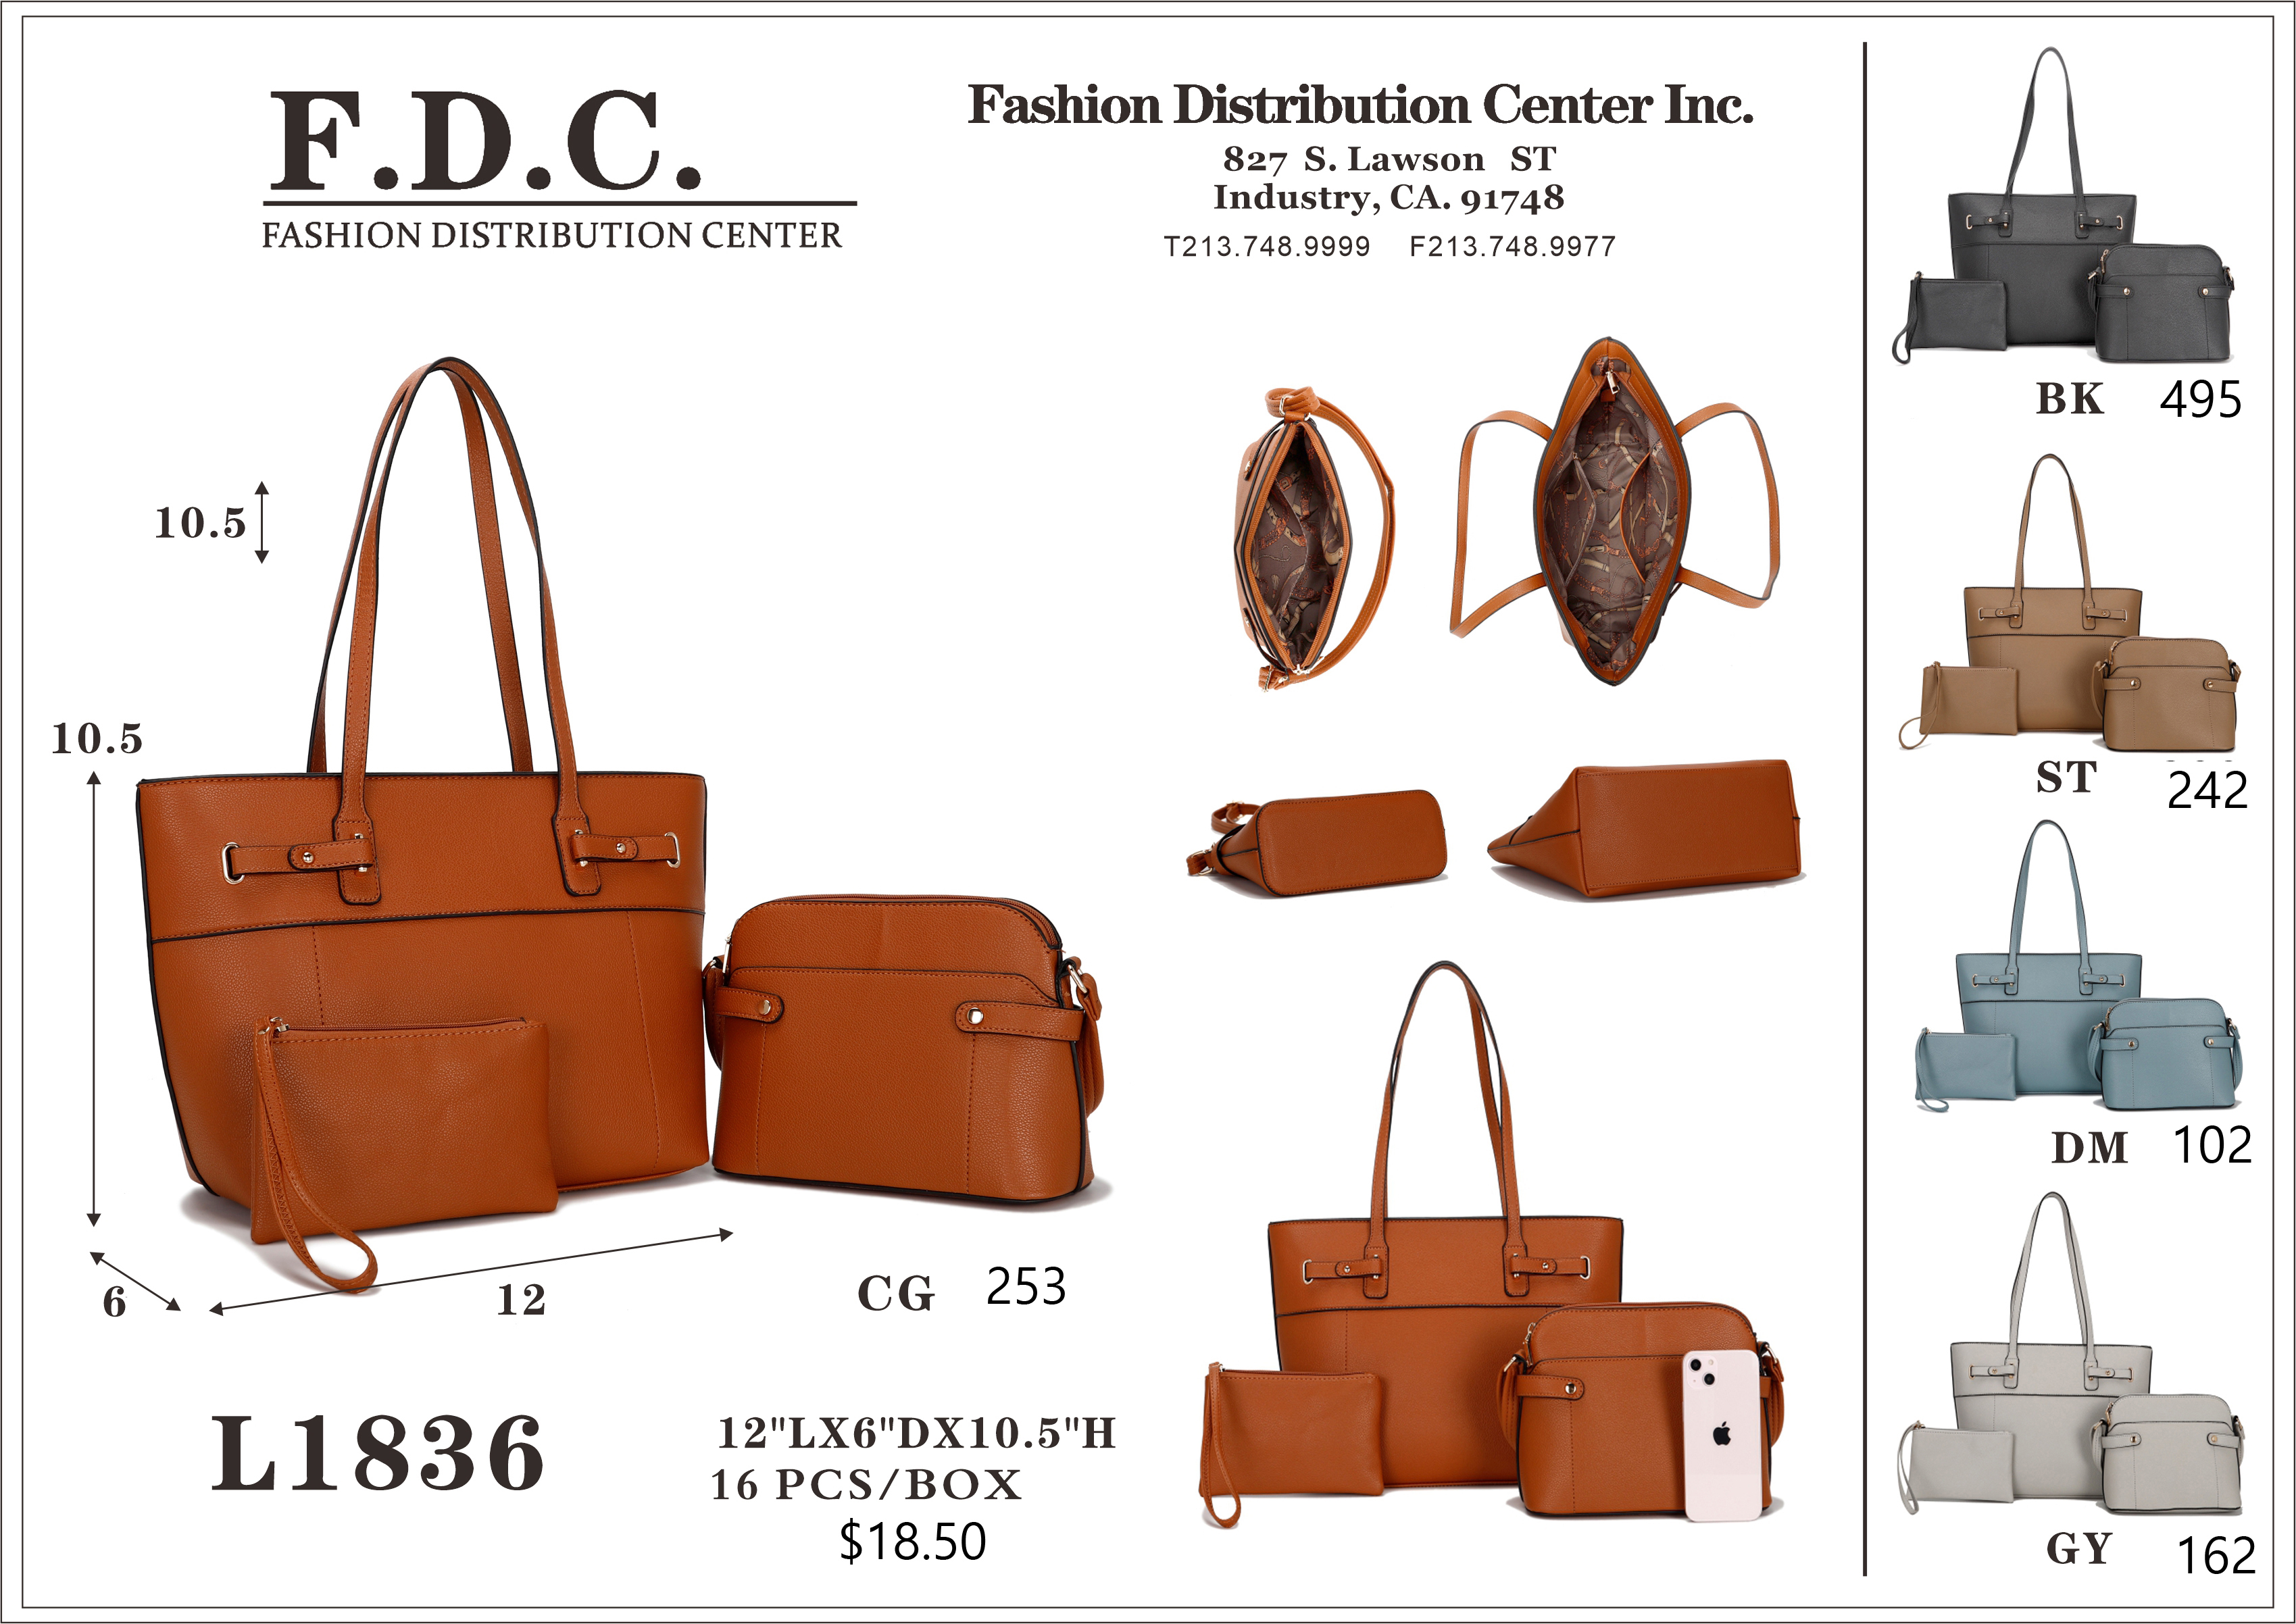 F.D.C.
FASHION DISTRIBUTION CENTER
Fashion Distribution Center Inc.
827 S. Lawson ST
Industry, CA. 91748
T213.748.9999 F213.748.9977
10.5
10.5
6
12
CG 253
L1836
12"LX6"DX10.5"H
16 PCS/BOX
$18.50
BK 495
ST 242
DM 102
GY 162